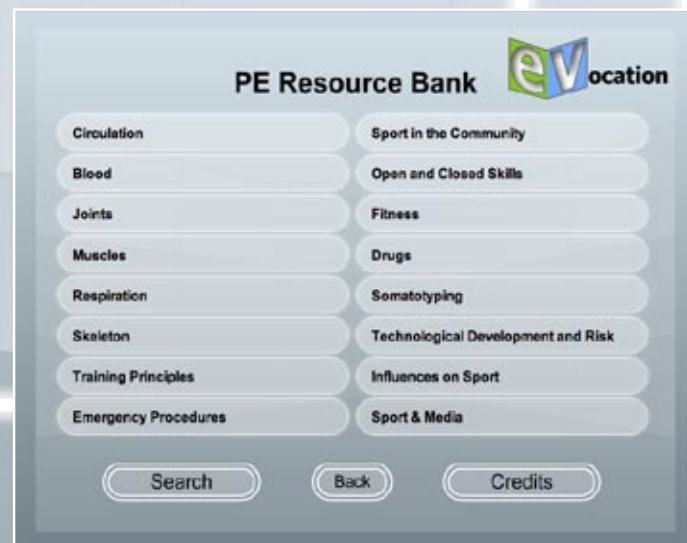 PE Resource Bank
eVocation
Circulation
Blood
Joints
Muscles
Respiration
Skeleton
Training Principles
Emergency Procedures
Sport in the Community
Open and Closed Skills
Fitness
Drugs
Somatotyping
Technological Development and Risk
Influences on Sport
Sport & Media
Search
Back
Credits